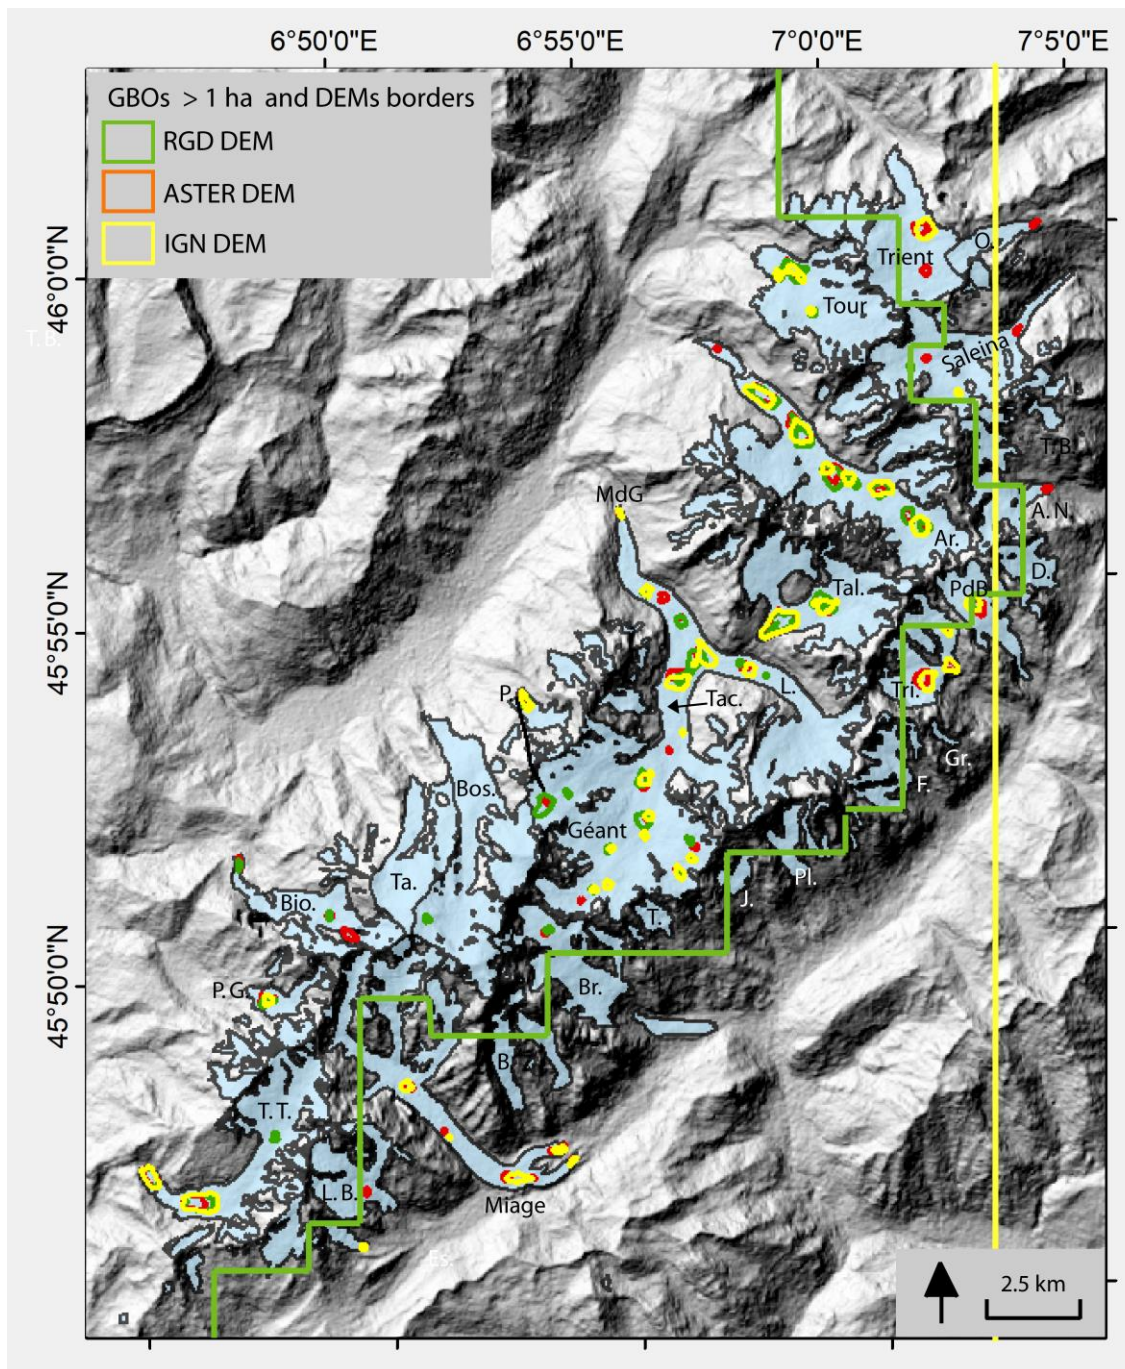 6°50'0"E
6°55'0"E
7°0'0"E
7°5'0"E
GBOs > 1 ha and DEMs borders
RGD DEM
ASTER DEM
IGN DEM
46°0'0"N
45°55'0"N
45°50'0"N
O.
Trient
Tour
T. B.
Saleina
T. B.
MdG
A. N.
Ar.
D.
PdB
Tal.
L.
Tri.
P.
Tac.
Gr.
Bos.
F.
Géant
Pl.
Ta.
J.
Bio.
T.
P. G.
Br.
B.
T. T.
L. B.
Miage
Es.
2.5 km